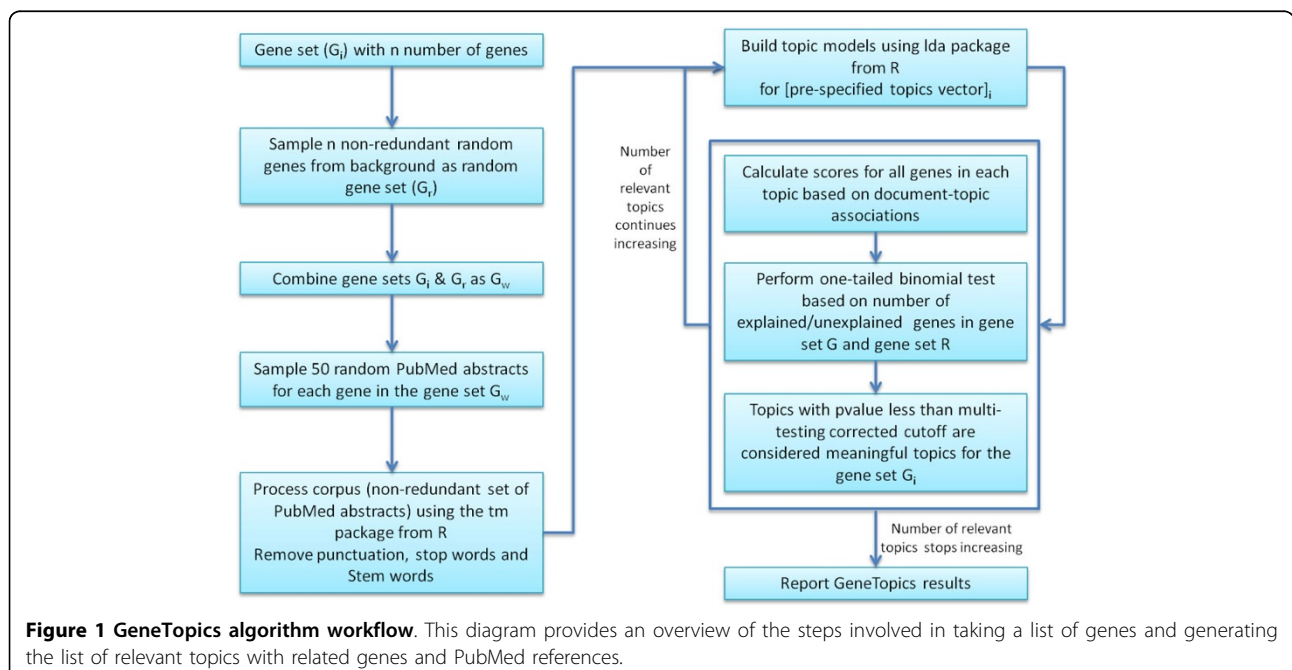 Gene set (Gi) with n number of genes
Sample n non-redundant random
genes from background as random
gene set (Gr)
Combine gene sets Gi & Gr as Gw
Sample 50 random PubMed abstracts
for each gene in the gene set Gw
Process corpus (non-redundant set of
PubMed abstracts) using the tm
package from R
Remove punctuation, stop words and
Stem words
Build topic models using lda package
from R
for [pre-specified topics vector]i
Number
of
relevant
topics
continues
increasing
Calculate scores for all genes in each
topic based on document-topic
associations
Perform one-tailed binomial test
based on number of
explained/unexplained genes in gene
set G and gene set R
Topics with pvalue less than multi-
testing corrected cutoff are
considered meaningful topics for the
gene set Gi
Number of relevant
topics stops increasing
Report GeneTopics results
Figure 1 GeneTopics algorithm workflow. This diagram provides an overview of the steps involved in taking a list of genes and generating
the list of relevant topics with related genes and PubMed references.